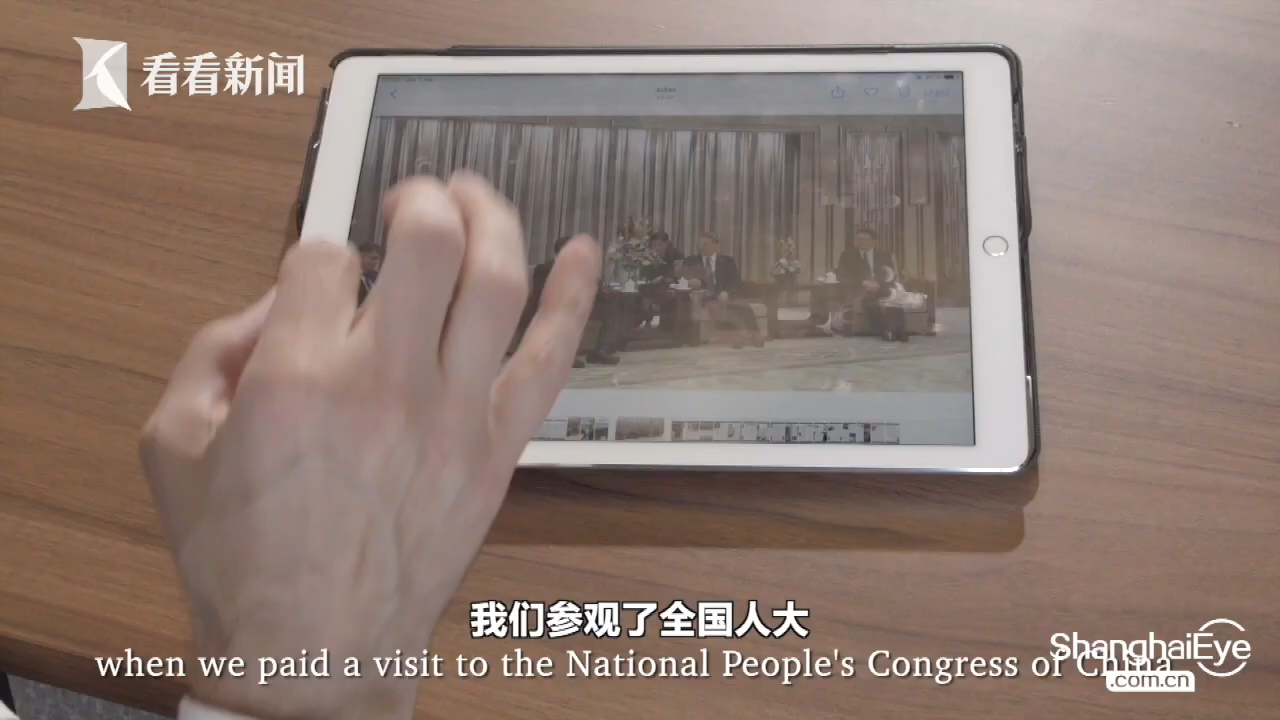 看看新闻
我们参观了全国人大
when we paid a visit to the National People's Congress of China
ShanghaiEye
.com.cn